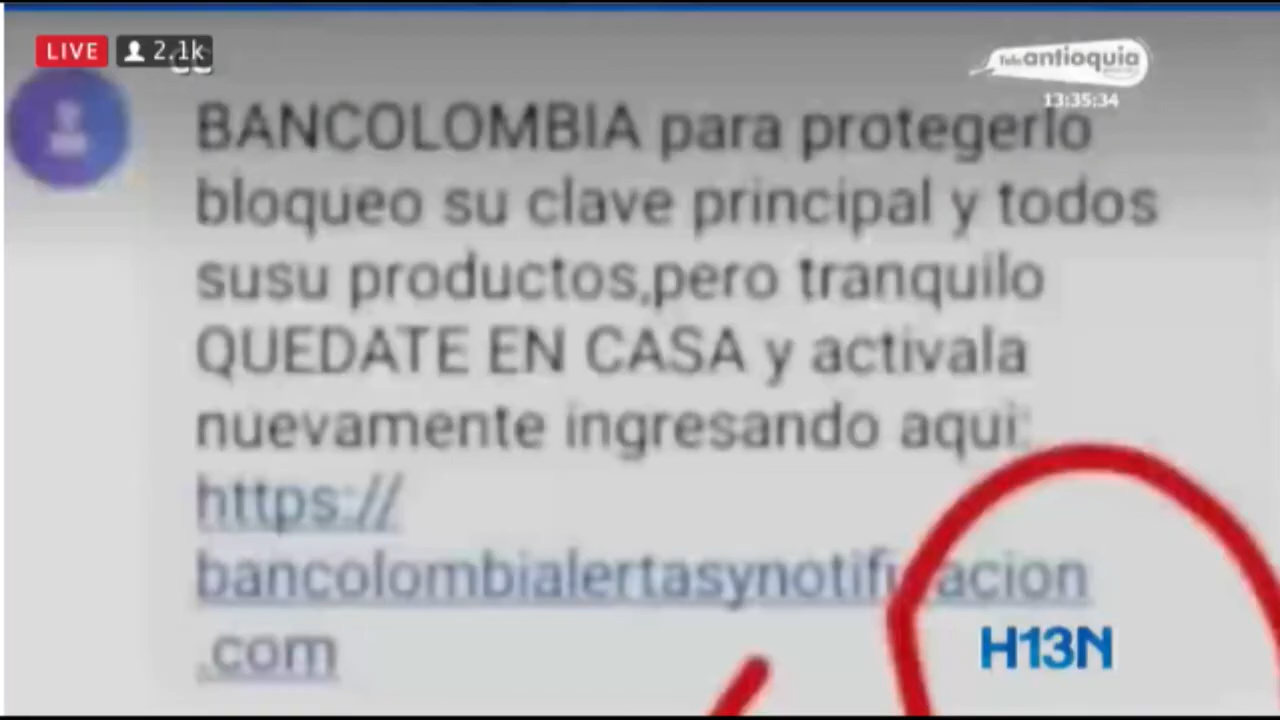 LIVE
2.1k
Teleantioquia
13:35:34
BANCOLOMBIA para protegerlo
bloqueo su clave principal y todos
susu productos,pero tranquilo
QUEDATE EN CASA y activala
nuevamente ingresando aqui:
https://
bancolombialertasynotificacion
.com
H13N